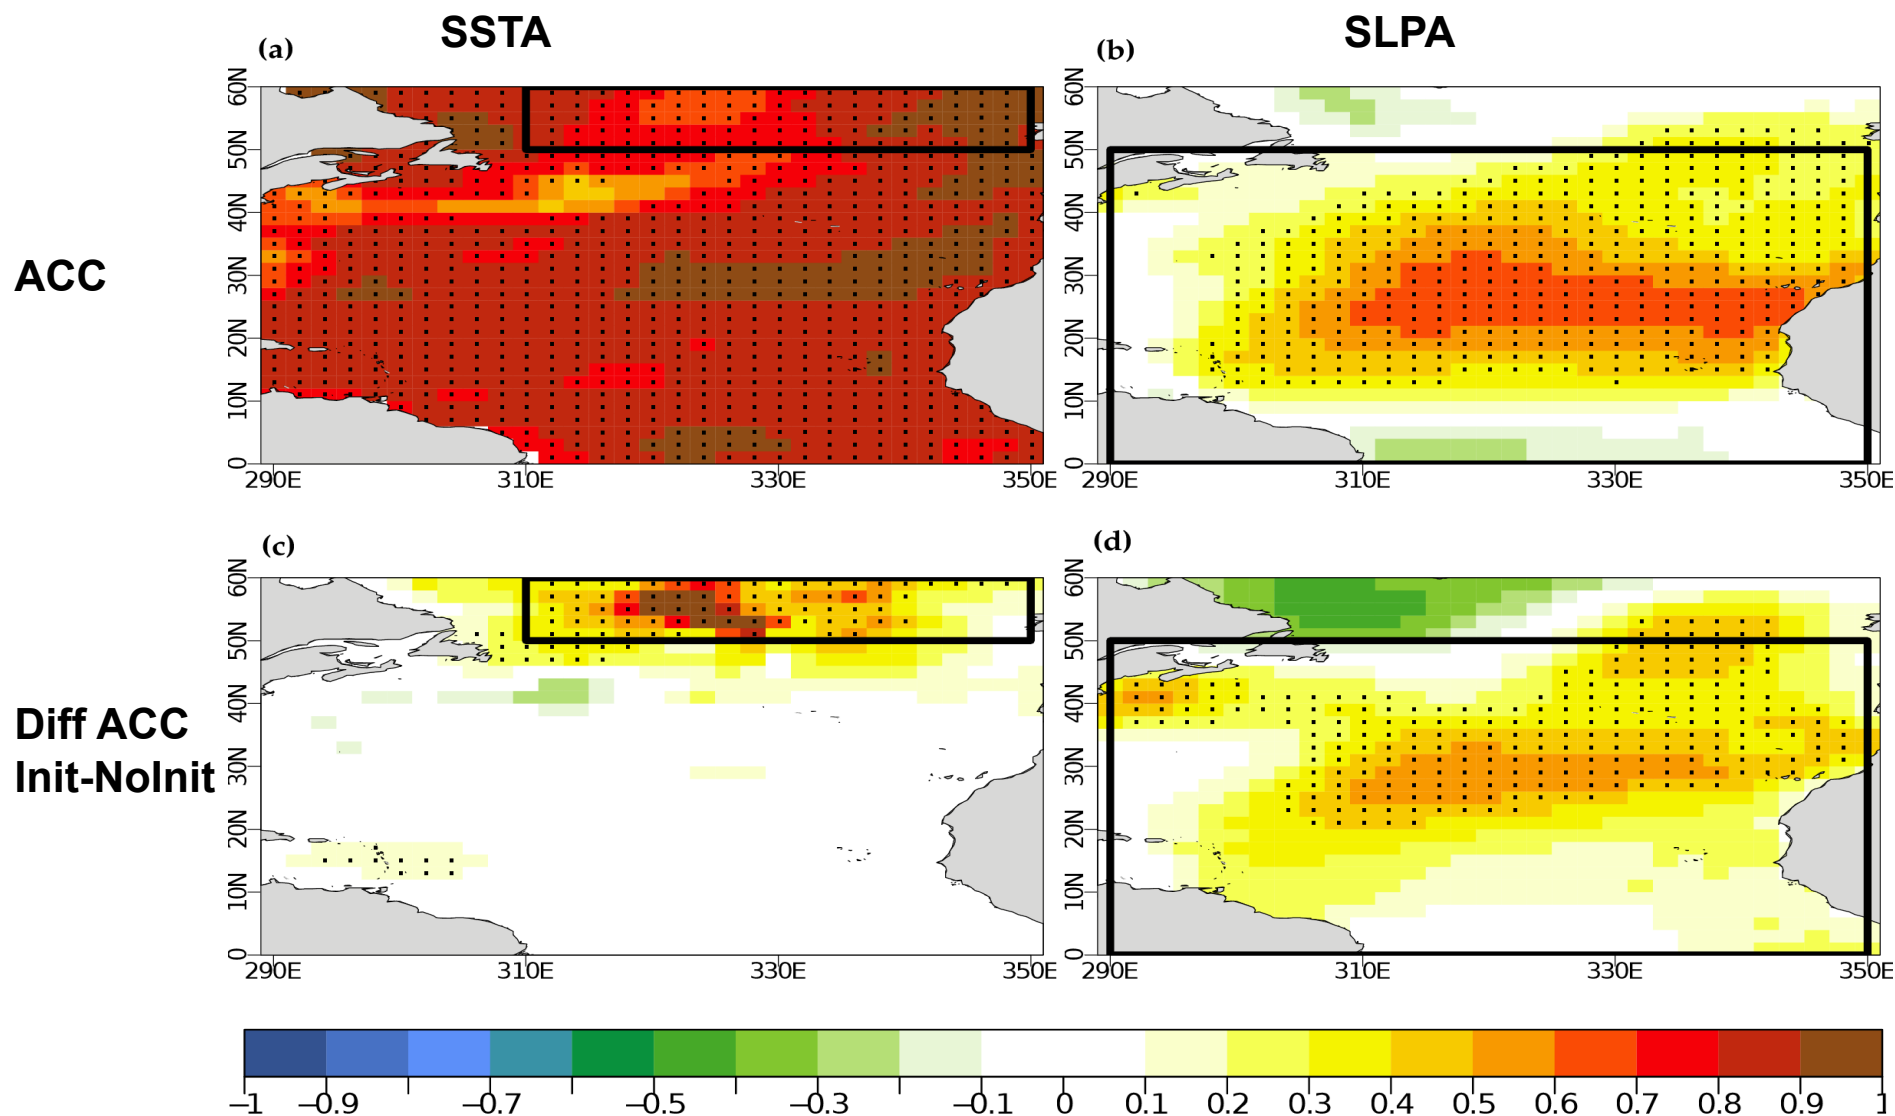 SSTA SLPA
(a) (b)
60N 50N 40N 30N 20N 10N 0
60N 50N 40N 30N 20N 10N 0
ACC
290E 310E 330E 350E 290E 310E 330E 350E
(c) (d)
60N 50N 40N 30N 20N 10N 0
60N 50N 40N 30N 20N 10N 0
Diff ACC
Init-NoInit
290E 310E 330E 350E 290E 310E 330E 350E
−1 −0.9 −0.7 −0.5 −0.3 −0.1 0 0.1 0.2 0.3 0.4 0.5 0.6 0.7 0.8 0.9 1